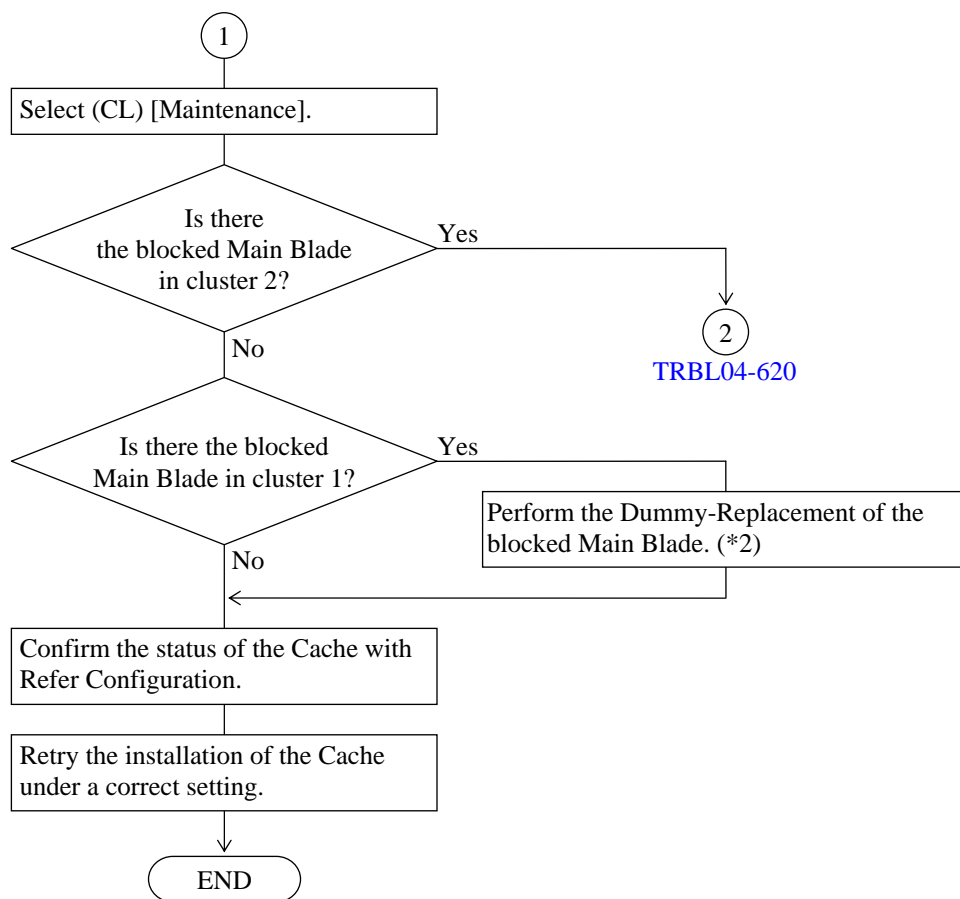 1
Select (CL) [Maintenance].
Is there
the blocked Main Blade
in cluster 2?
Yes
2
TRBL04-620
No
Is there the blocked
Main Blade in cluster 1?
Yes
Perform the Dummy-Replacement of the
blocked Main Blade. (*2)
No
Confirm the status of the Cache with
Refer Configuration.
Retry the installation of the Cache
under a correct setting.
END